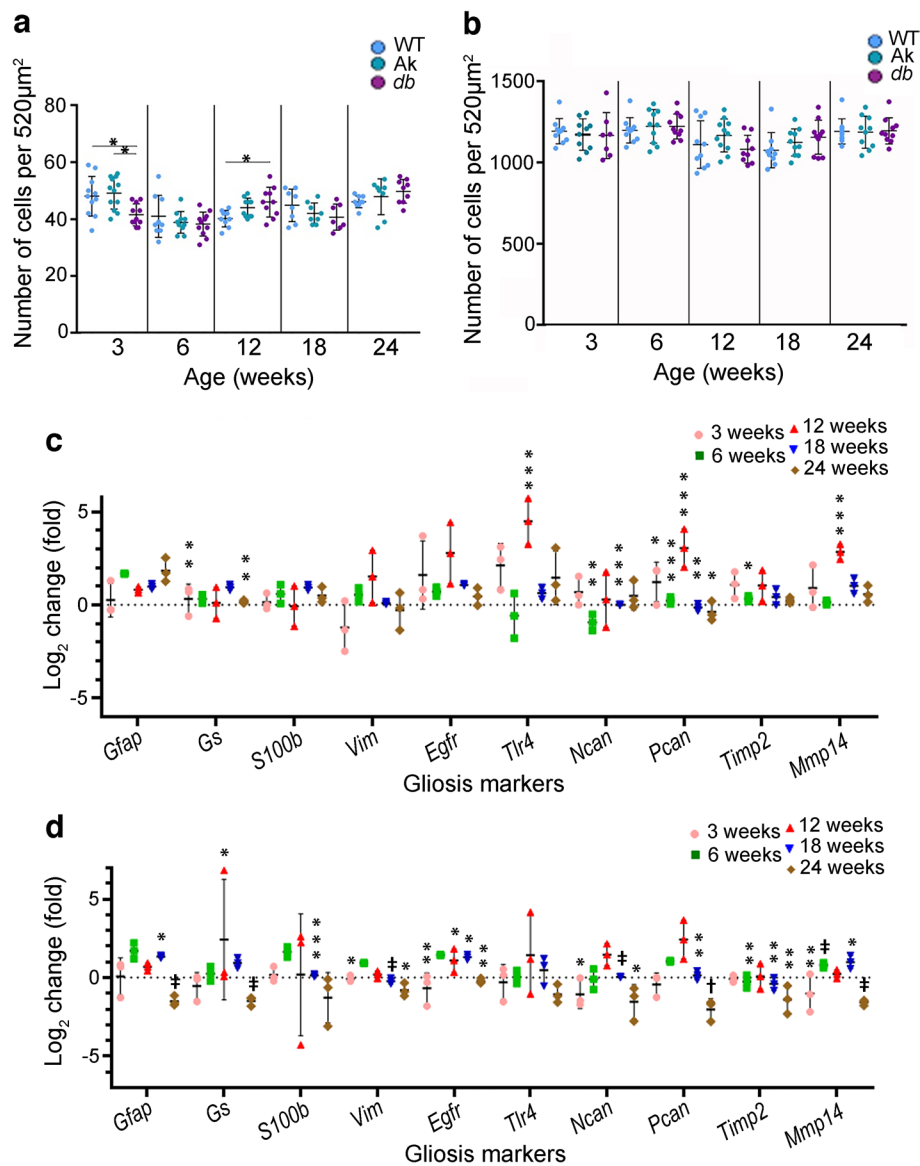 a
WT
Ak
db
Number of cells per 520µm²
80
60
40
20
0
* *
*
3 6 12 18 24
Age (weeks)
b
WT
Ak
db
Number of cells per 520µm²
1500
1000
500
0
3 6 12 18 24
Age (weeks)
c
3 weeks
6 weeks
12 weeks
18 weeks
24 weeks
Log₂ change (fold)
5
0
-5
* *
* *
* * *
* *
* * *
*
* * *
* * *
* *
*
*
* * *
Gfap Gs S100b Vim Egfr Tlr4 Ncan Pcan Timp2 Mmp14
Gliosis markers
d
3 weeks
6 weeks
12 weeks
18 weeks
24 weeks
Log₂ change (fold)
5
0
-5
*
‡
*
‡
* * *
*
‡
*
* *
*
*
* *
*
‡
*
* *
†
* *
* *
* *
* *
‡
*
‡
Gfap Gs S100b Vim Egfr Tlr4 Ncan Pcan Timp2 Mmp14
Gliosis markers